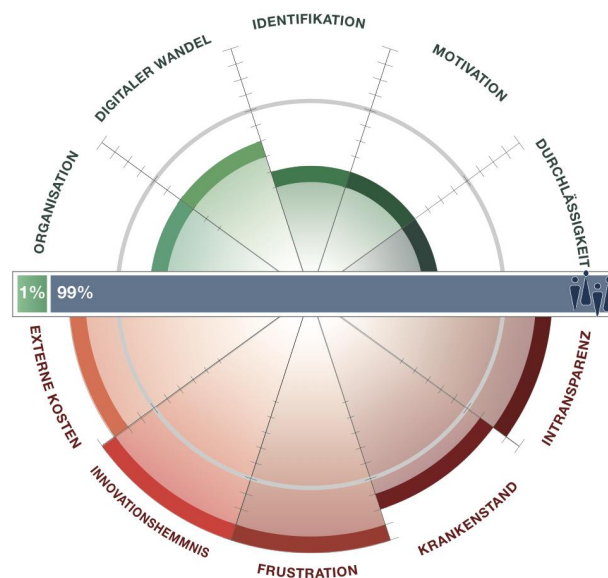 IDENTIFIKATION
DIGITALER WANDEL
MOTIVATION
ORGANISATION
DURCHLÄSSIGKEIT
1%
99%
EXTERNE KOSTEN
INTRANSPARENZ
INNOVATIONSHEMMNIS
KRANKENSTAND
FRUSTRATION